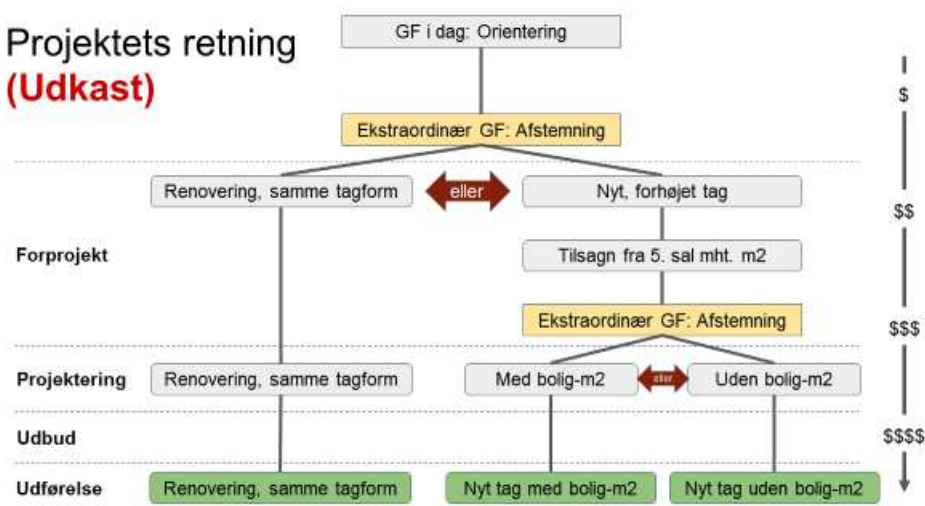 Projektets retning
(Udkast)
GF i dag: Orientering
$
Ekstraordinær GF: Afstemning
Renovering, samme tagform
eller
Nyt, forhøjet tag
$$
Forprojekt
Tilsagn fra 5. sal mht. m2
Ekstraordinær GF: Afstemning
$$$
Projektering
Renovering, samme tagform
Med bolig-m2
eller
Uden bolig-m2
Udbud
$$$$
Udførelse
Renovering, samme tagform
Nyt tag med bolig-m2
Nyt tag uden bolig-m2